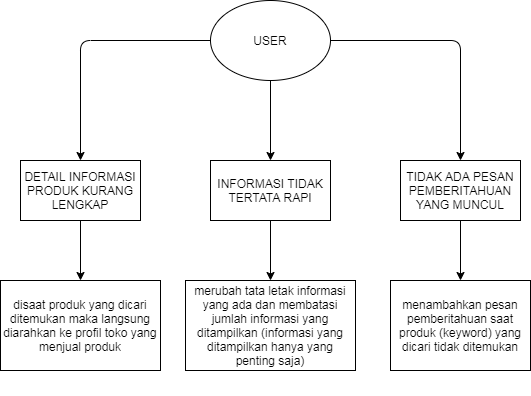 USER
DETAIL INFORMASI
PRODUK KURANG
LENGKAP
INFORMASI TIDAK
TERTATA RAPI
TIDAK ADA PESAN
PEMBERITAHUAN
YANG MUNCUL
disaat produk yang dicari
ditemukan maka langsung
diarahkan ke profil toko yang
menjual produk
merubah tata letak informasi
yang ada dan membatasi
jumlah informasi yang
ditampilkan (informasi yang
ditampilkan hanya yang
penting saja)
menambahkan pesan
pemberitahuan saat
produk (keyword) yang
dicari tidak ditemukan